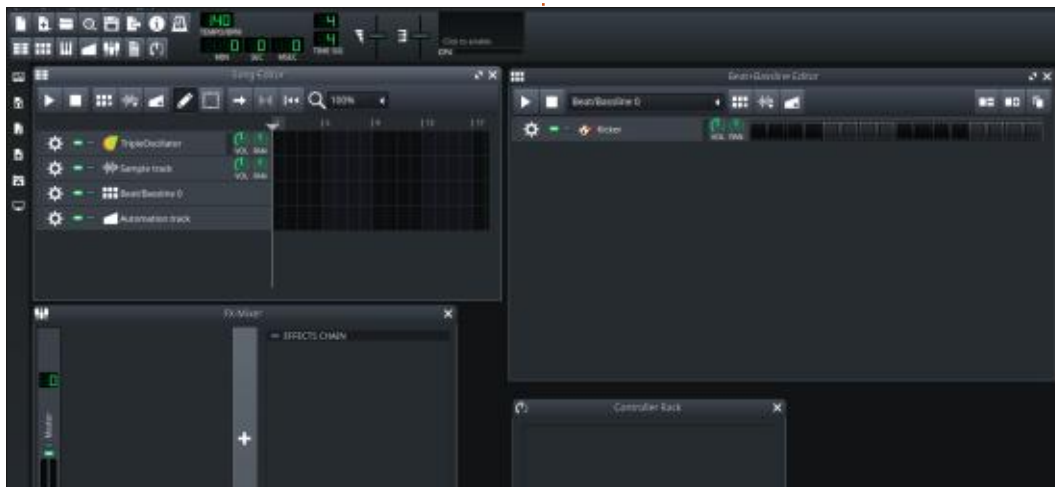 140
TEMPO/BPM
4
4
TIME SIG
0 0 0
MIN SEC MSEC
Click to enable
CPU
Song-Editor
100%
TripleOscillator
VOL PAN
Sample track
VOL PAN
Beat/Bassline 0
Automation track
Beat+Bassline Editor
Beat/Bassline 0
Kicker
VOL PAN
FX-Mixer
EFFECTS CHAIN
0
Master
Controller Rack